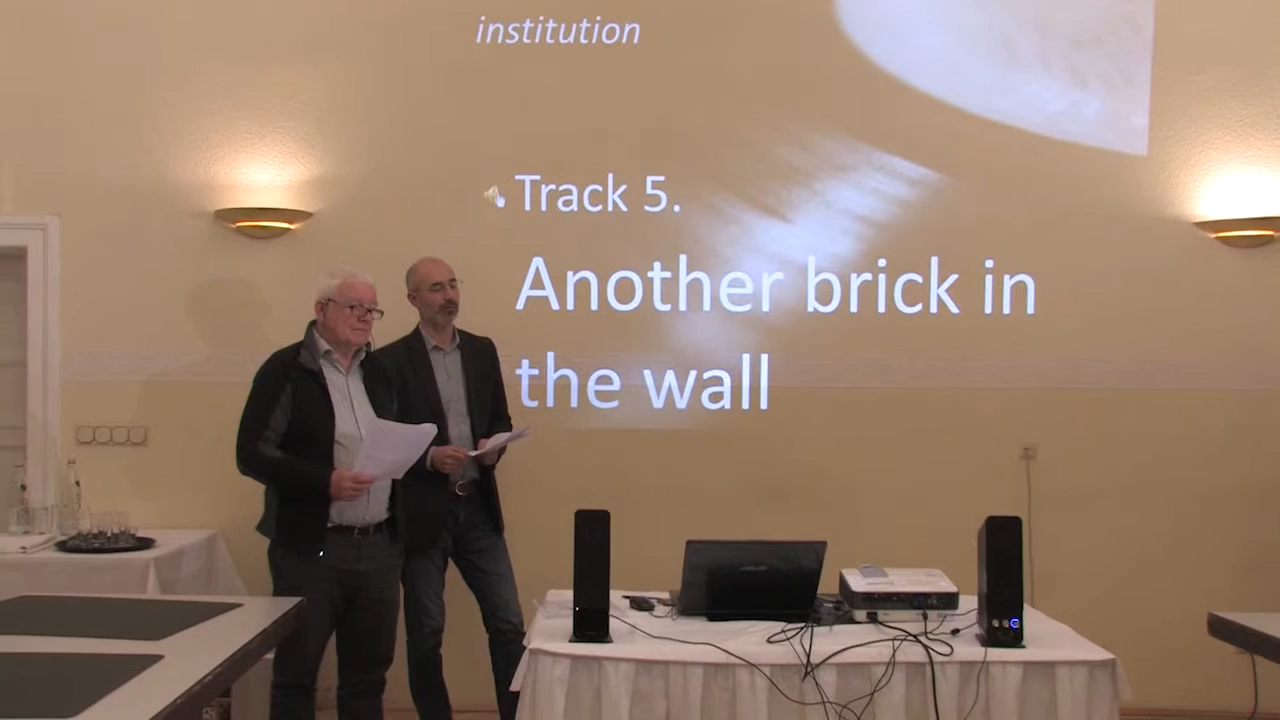 institution
Track 5.
Another brick in
the wall